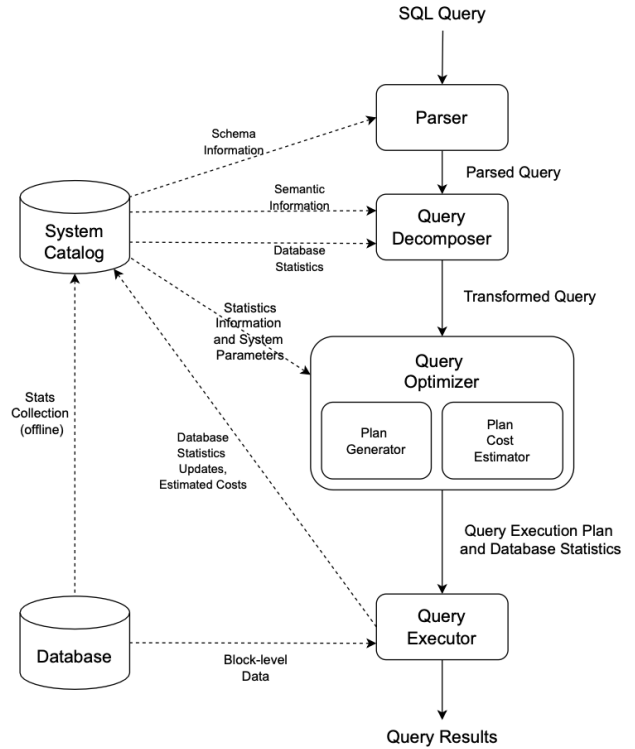 SQL Query
Parser
Schema
Information
Parsed Query
Semantic
Information
Query
Decomposer
System
Catalog
Database
Statistics
Transformed Query
Statistics
Information
and System
Parameters
Query
Optimizer
Plan
Generator
Plan
Cost
Estimator
Stats
Collection
(offline)
Database
Statistics
Updates,
Estimated Costs
Query Execution Plan
and Database Statistics
Query
Executor
Database
Block-level
Data
Query Results